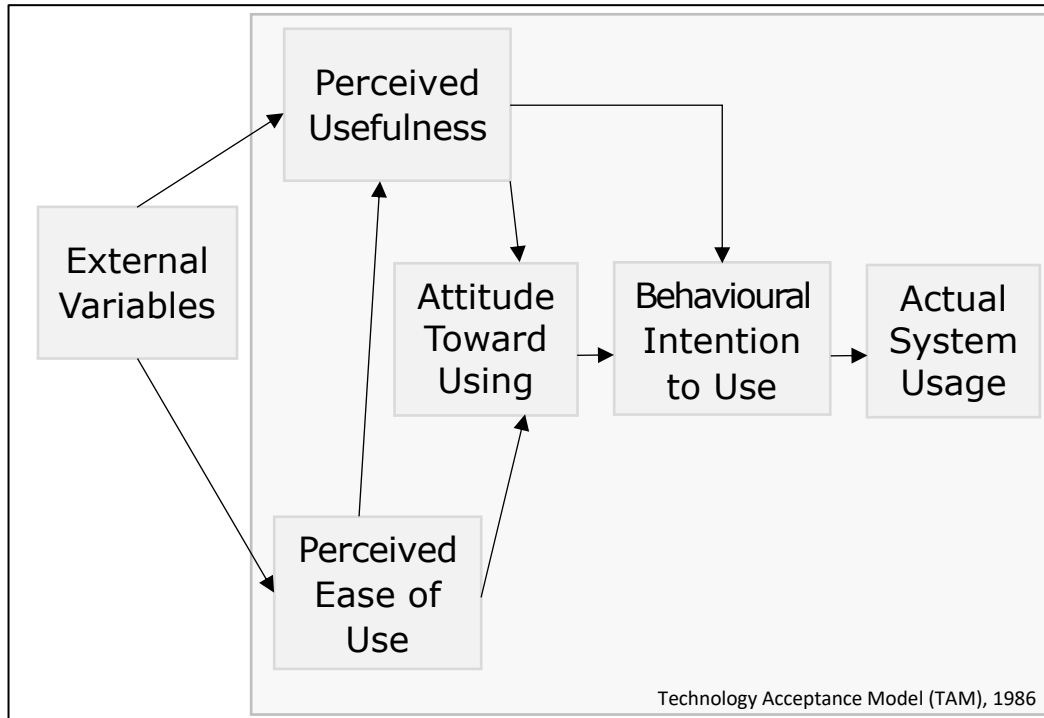 Perceived
Usefulness
External
Variables
Attitude
Toward
Using
Behavioural
Intention
to Use
Actual
System
Usage
Perceived
Ease of
Use
Technology Acceptance Model (TAM), 1986